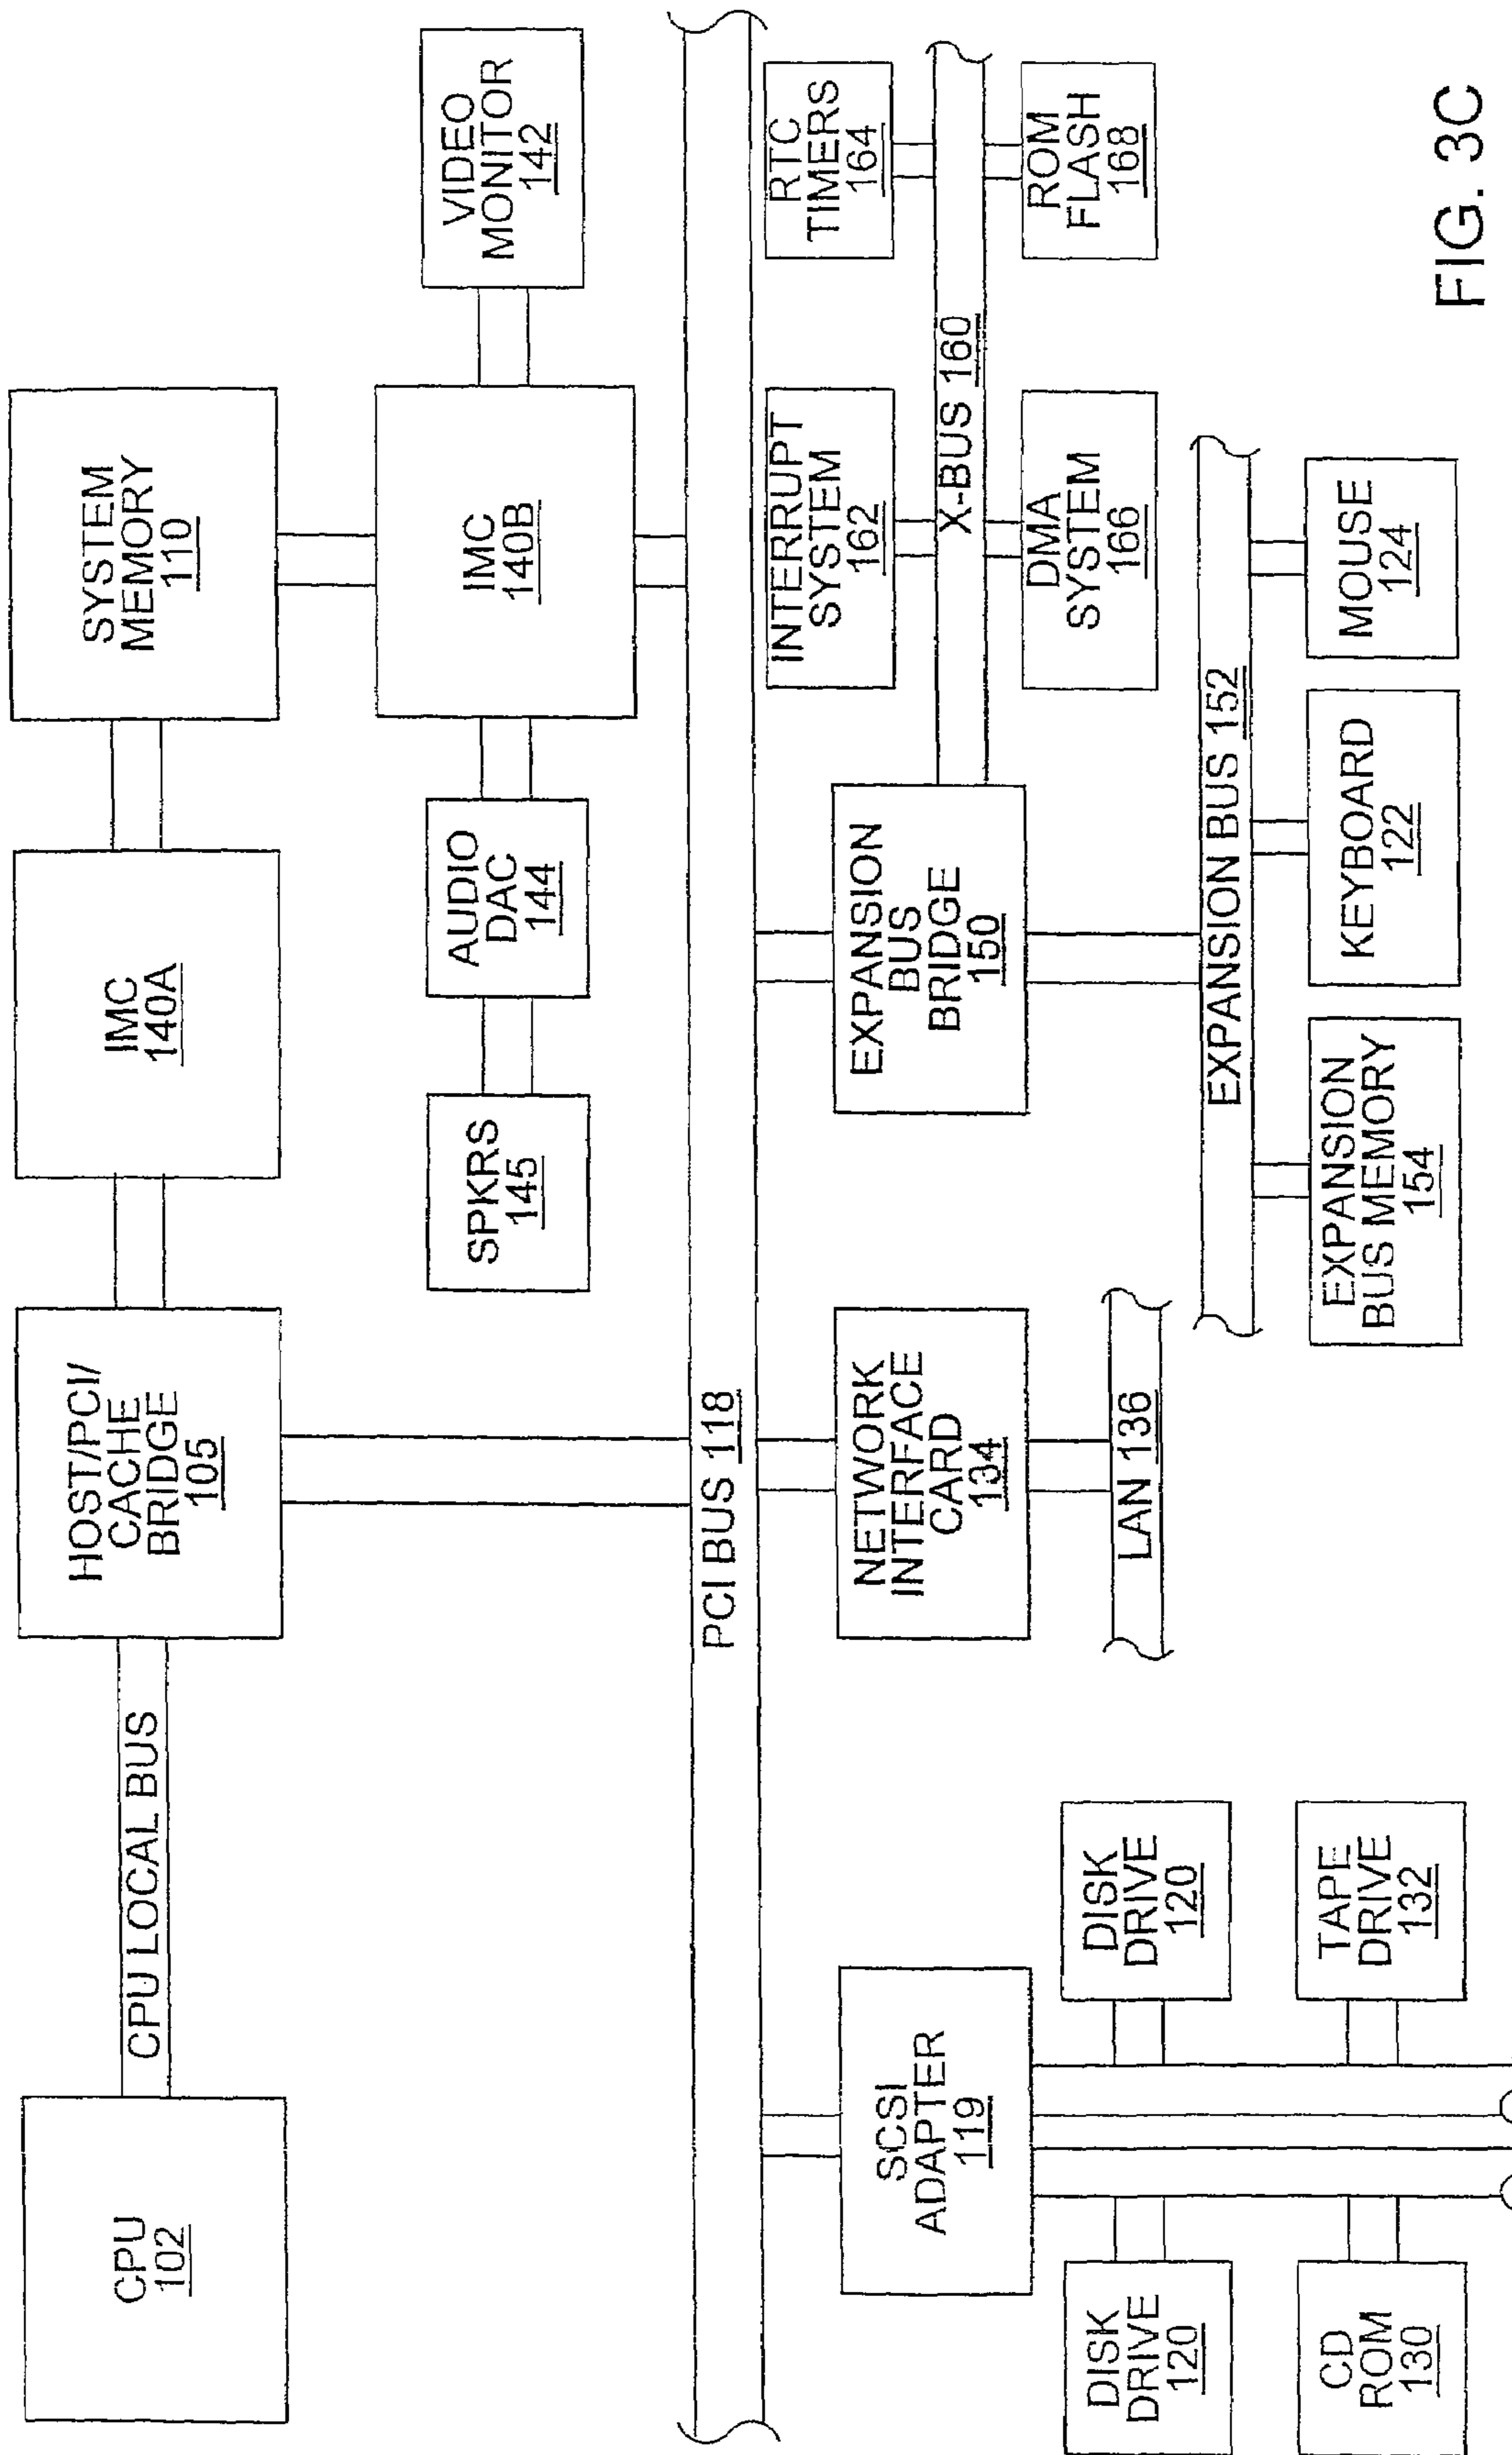 CPU
102
CPU LOCAL BUS
HOST/PCI/
CACHE
BRIDGE
105
IMC
140A
SYSTEM
MEMORY
110
SPKRS
145
AUDIO
DAC
144
IMC
140B
VIDEO
MONITOR
142
PCI BUS 118
SCSI
ADAPTER
119
NETWORK
INTERFACE
CARD
134
LAN 136
EXPANSION
BUS
BRIDGE
150
INTERRUPT
SYSTEM
162
RTC
TIMERS
164
X-BUS 160
DMA
SYSTEM
166
ROM
FLASH
168
DISK
DRIVE
120
DISK
DRIVE
120
CD
ROM
130
TAPE
DRIVE
132
EXPANSION BUS 152
EXPANSION
BUS MEMORY
154
KEYBOARD
122
MOUSE
124
FIG. 3C